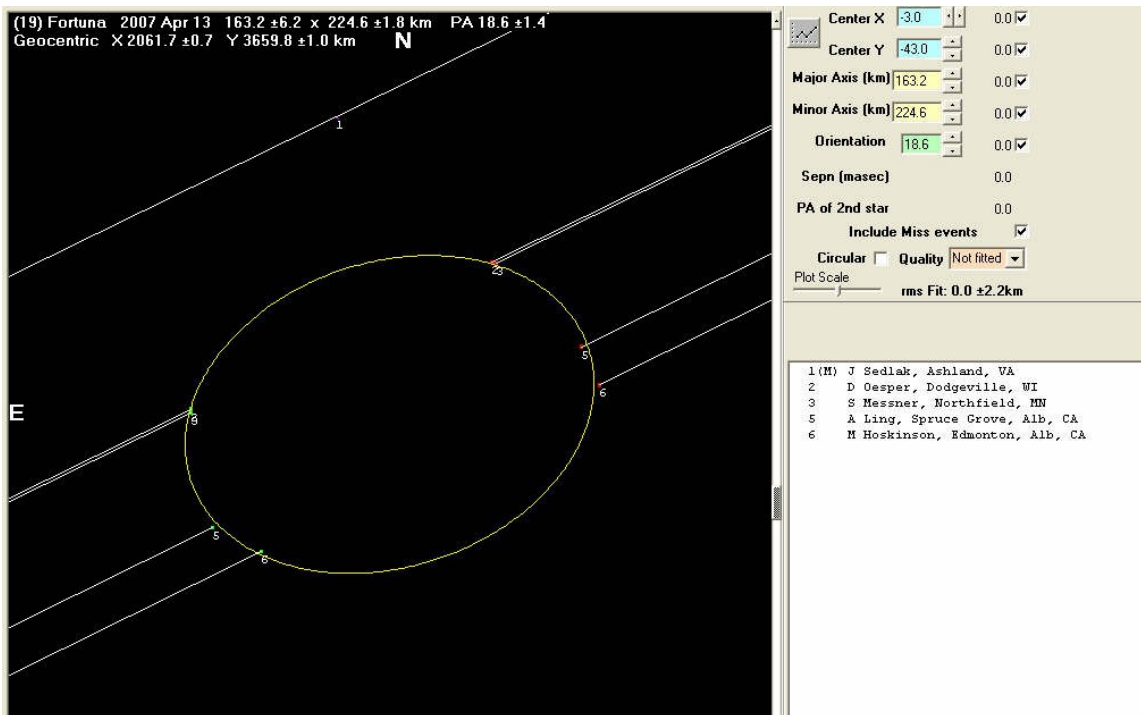 (19) Fortuna 2007 Apr 13 163.2 ±6.2 x 224.6 ±1.8 km PA 18.6 ±1.4
Geocentric X 2061.7 ±0.7 Y 3659.8 ±1.0 km
N
1
23
5
6
E
5
6
Center X -3.0 0.0
Center Y -43.0 0.0
Major Axis (km) 163.2 0.0
Minor Axis (km) 224.6 0.0
Orientation 18.6 0.0
Sepn (masec) 0.0
PA of 2nd star 0.0
Include Miss events
Circular Quality Not fitted
Plot Scale
rms Fit: 0.0 ±2.2km
1(M) J Sedlak, Ashland, VA
2 D Oesper, Dodgeville, WI
3 S Messner, Northfield, MN
5 A Ling, Spruce Grove, Alb, CA
6 M Hoskinson, Edmonton, Alb, CA